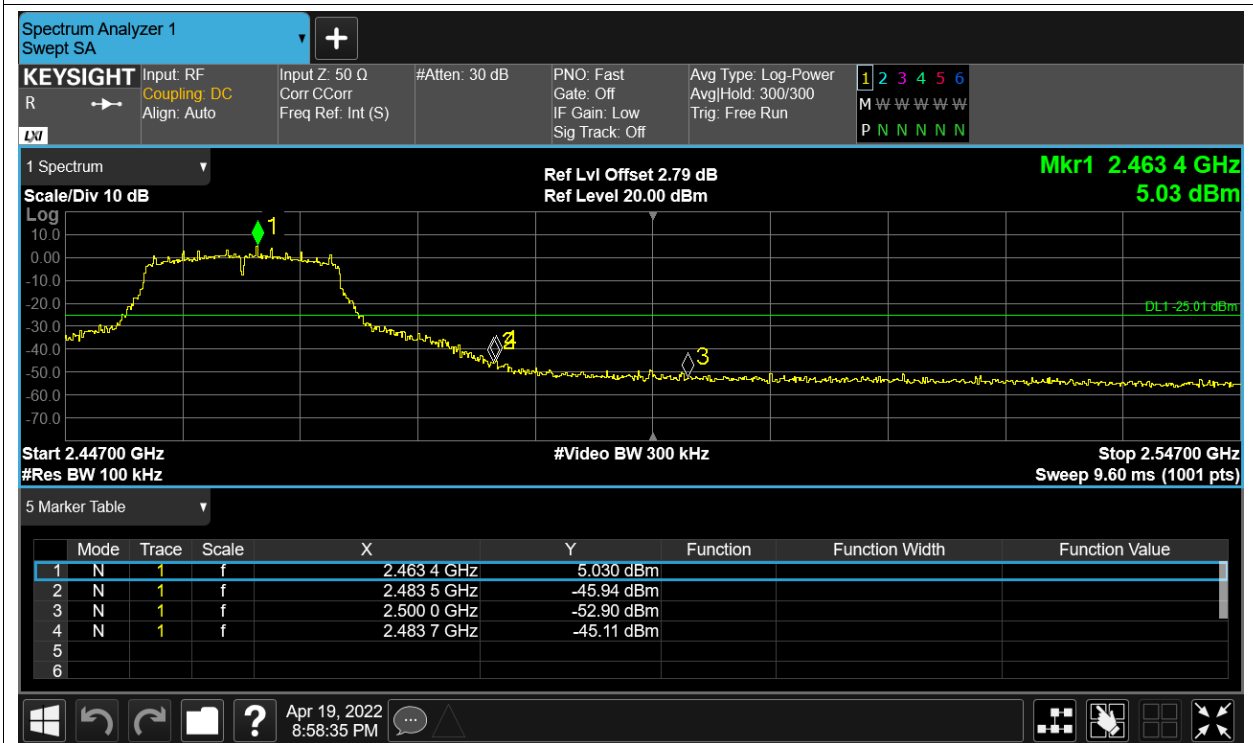 Spectrum Analyzer 1
Swept SA
+
KEYSIGHT Input: RF Input Z: 50 Ω #Atten: 30 dB PNO: Fast Avg Type: Log-Power 1 2 3 4 5 6
R Coupling: DC Corr CCorr Gate: Off Avg|Hold: 300/300 M W W W W W
Align: Auto Freq Ref: Int (S) IF Gain: Low Trig: Free Run
LXI Sig Track: Off P N N N N N
1 Spectrum Ref Lvl Offset 2.79 dB Mkr1 2.463 4 GHz
Scale/Div 10 dB Ref Level 20.00 dBm 5.03 dBm
Log
1
10.0
0.00
-10.0
-20.0
DL1 -25.01 dBm
-30.0
-40.0
2
4
3
-50.0
-60.0
-70.0
Start 2.44700 GHz #Video BW 300 kHz Stop 2.54700 GHz
#Res BW 100 kHz Sweep 9.60 ms (1001 pts)
5 Marker Table
Mode Trace Scale X Y Function Function Width Function Value
1 N 1 f 2.463 4 GHz 5.030 dBm
2 N 1 f 2.483 5 GHz -45.94 dBm
3 N 1 f 2.500 0 GHz -52.90 dBm
4 N 1 f 2.483 7 GHz -45.11 dBm
5
6
? Apr 19, 2022
8:58:35 PM